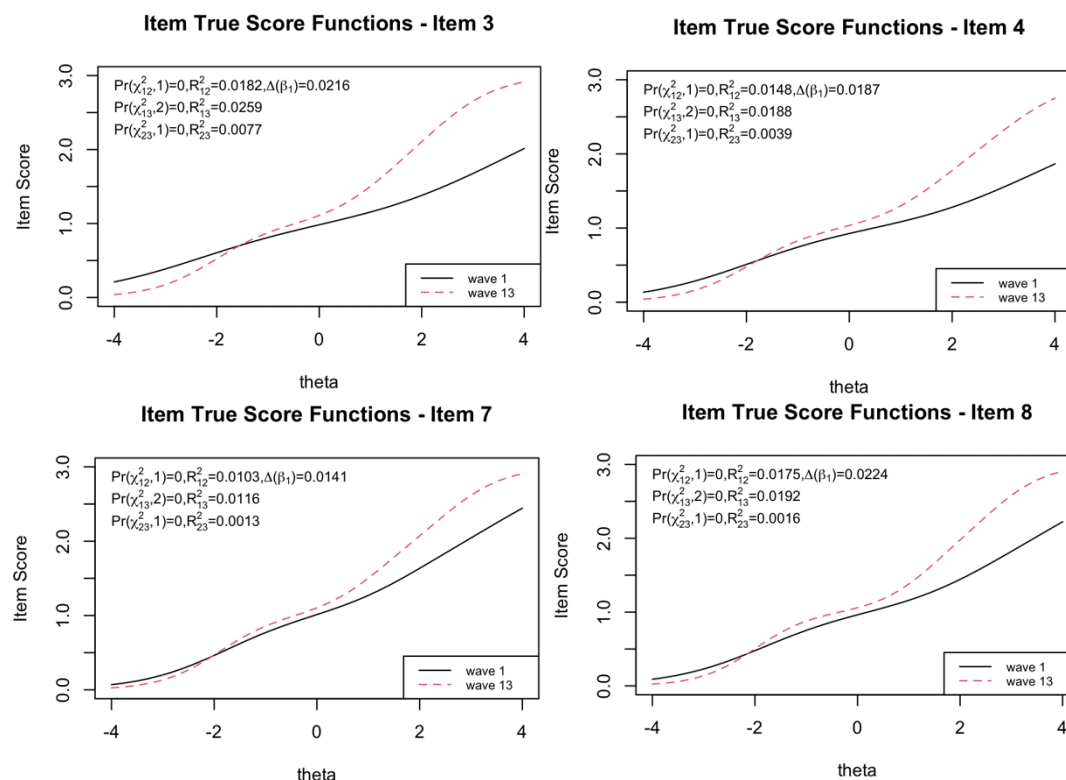 Item True Score Functions - Item 3
Pr(χ²₁₂,1)=0,R²₁₂=0.0182,Δ(β₁)=0.0216
Pr(χ²₁₃,2)=0,R²₁₃=0.0259
Pr(χ²₂₃,1)=0,R²₂₃=0.0077
Item Score
3.0
2.0
1.0
0.0
wave 1
wave 13
-4 -2 0 2 4
theta
Item True Score Functions - Item 4
Pr(χ²₁₂,1)=0,R²₁₂=0.0148,Δ(β₁)=0.0187
Pr(χ²₁₃,2)=0,R²₁₃=0.0188
Pr(χ²₂₃,1)=0,R²₂₃=0.0039
Item Score
3.0
2.0
1.0
0.0
wave 1
wave 13
-4 -2 0 2 4
theta
Item True Score Functions - Item 7
Pr(χ²₁₂,1)=0,R²₁₂=0.0103,Δ(β₁)=0.0141
Pr(χ²₁₃,2)=0,R²₁₃=0.0116
Pr(χ²₂₃,1)=0,R²₂₃=0.0013
Item Score
3.0
2.0
1.0
0.0
wave 1
wave 13
-4 -2 0 2 4
theta
Item True Score Functions - Item 8
Pr(χ²₁₂,1)=0,R²₁₂=0.0175,Δ(β₁)=0.0224
Pr(χ²₁₃,2)=0,R²₁₃=0.0192
Pr(χ²₂₃,1)=0,R²₂₃=0.0016
Item Score
3.0
2.0
1.0
0.0
wave 1
wave 13
-4 -2 0 2 4
theta